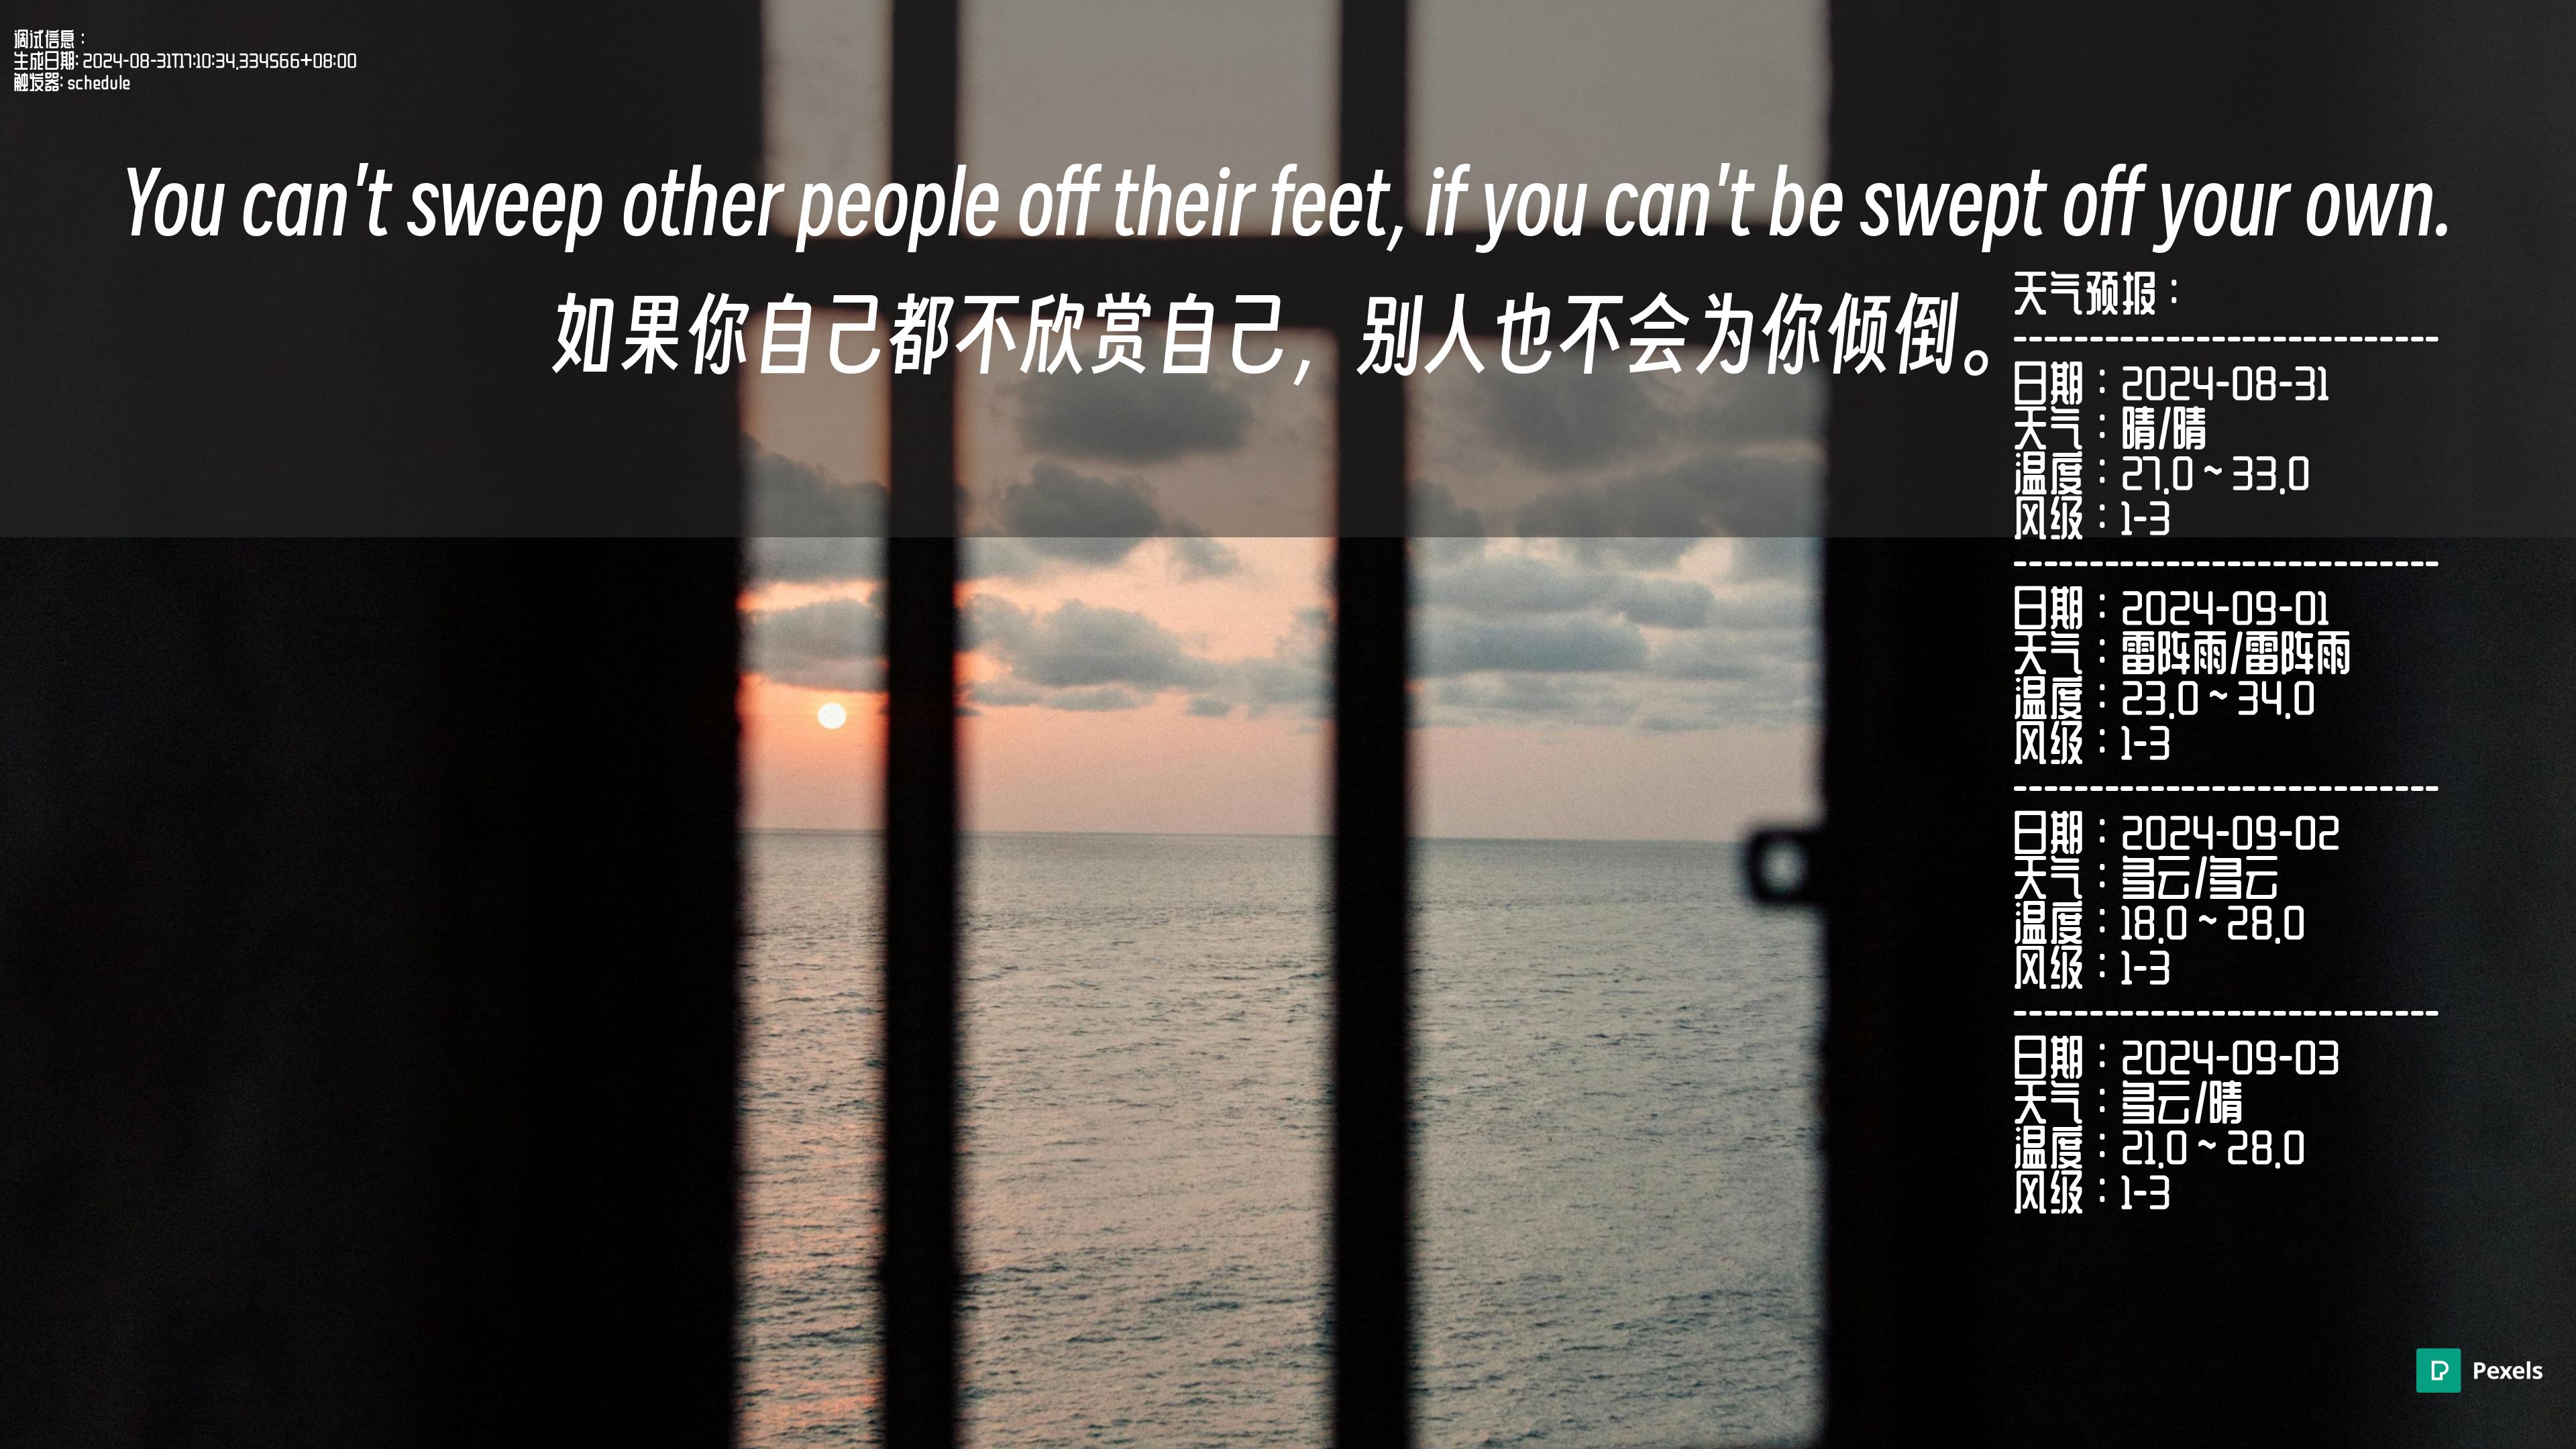 调试信息：
生成日期: 2024-08-31T17:10:34.334566+08:00
触发器: schedule
You can't sweep other people off their feet, if you can't be swept off your own.
如果你自己都不欣赏自己，别人也不会为你倾倒。
天气预报：
----------------------------
日期：2024-08-31
天气：晴/晴
温度：27.0 ~ 33.0
风级：1-3
----------------------------
日期：2024-09-01
天气：雷阵雨/雷阵雨
温度：23.0 ~ 34.0
风级：1-3
----------------------------
日期：2024-09-02
天气：多云/多云
温度：18.0 ~ 28.0
风级：1-3
----------------------------
日期：2024-09-03
天气：多云/晴
温度：21.0 ~ 28.0
风级：1-3
Pexels